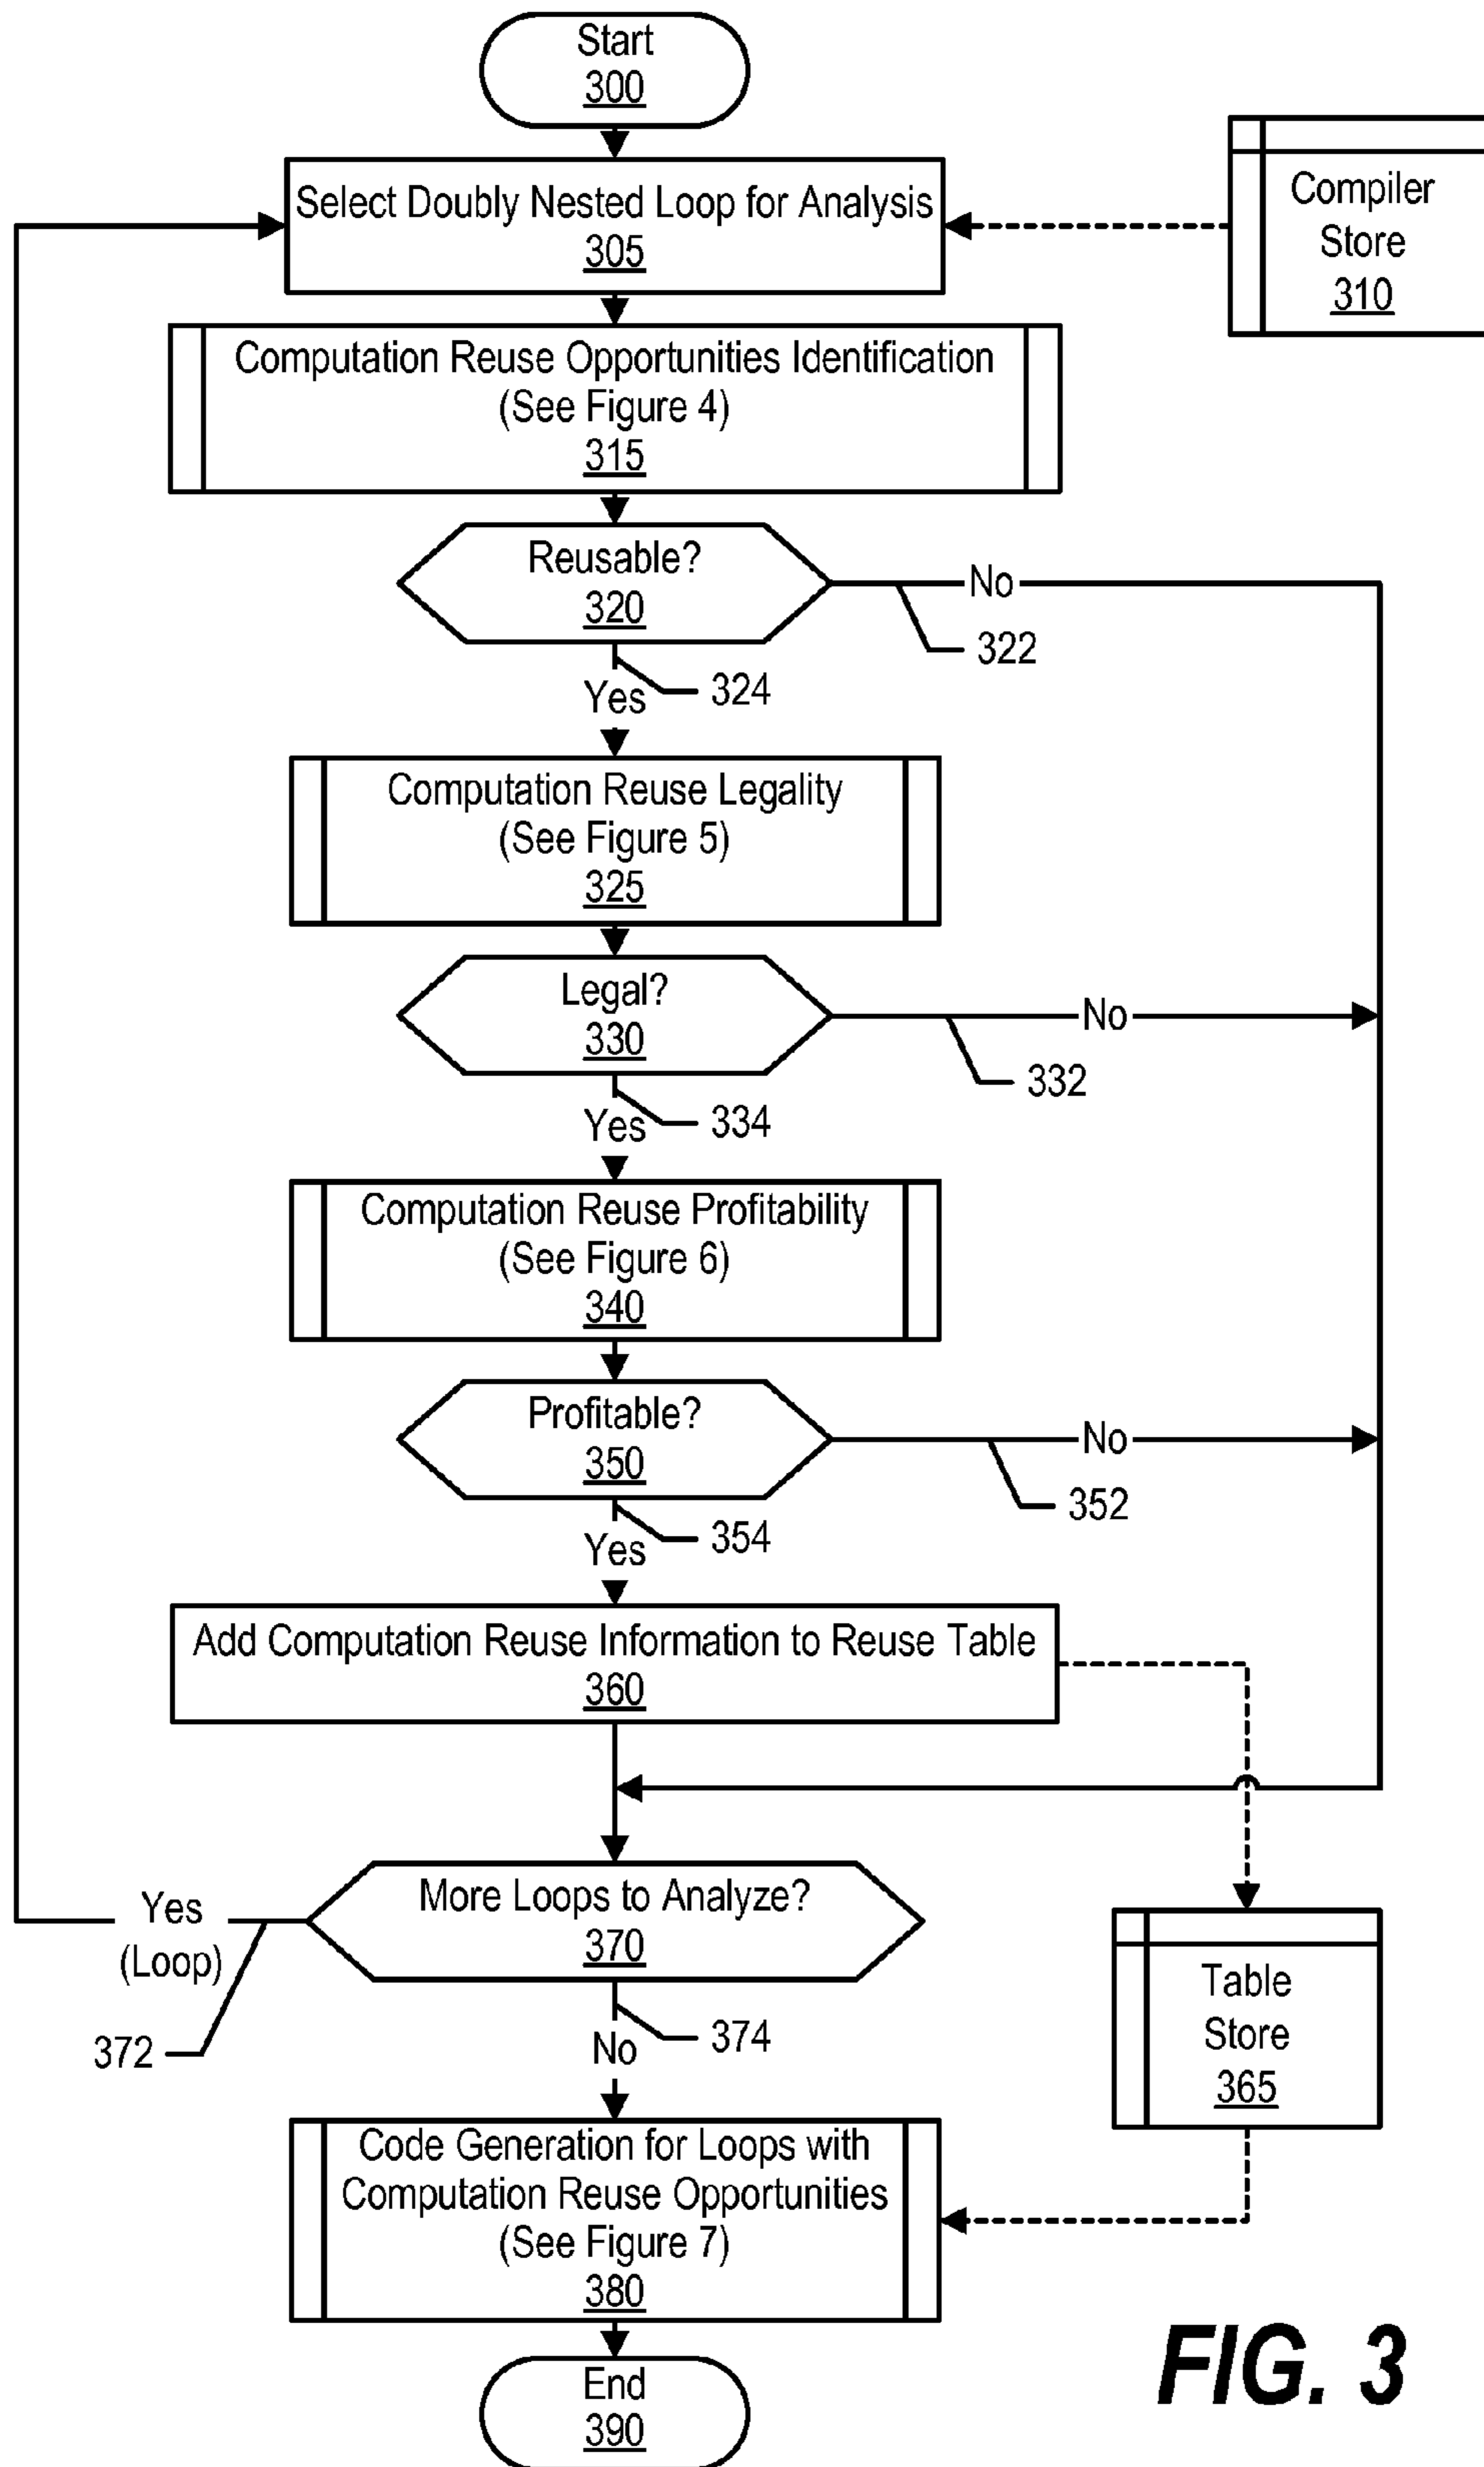 Start
300
Select Doubly Nested Loop for Analysis
305
Compiler
Store
310
Computation Reuse Opportunities Identification
(See Figure 4)
315
Reusable?
320
No
322
324
Yes
Computation Reuse Legality
(See Figure 5)
325
Legal?
330
No
332
334
Yes
Computation Reuse Profitability
(See Figure 6)
340
Profitable?
350
No
352
354
Yes
Add Computation Reuse Information to Reuse Table
360
More Loops to Analyze?
370
Yes
(Loop)
372
374
No
Table
Store
365
Code Generation for Loops with
Computation Reuse Opportunities
(See Figure 7)
380
End
390
FIG. 3